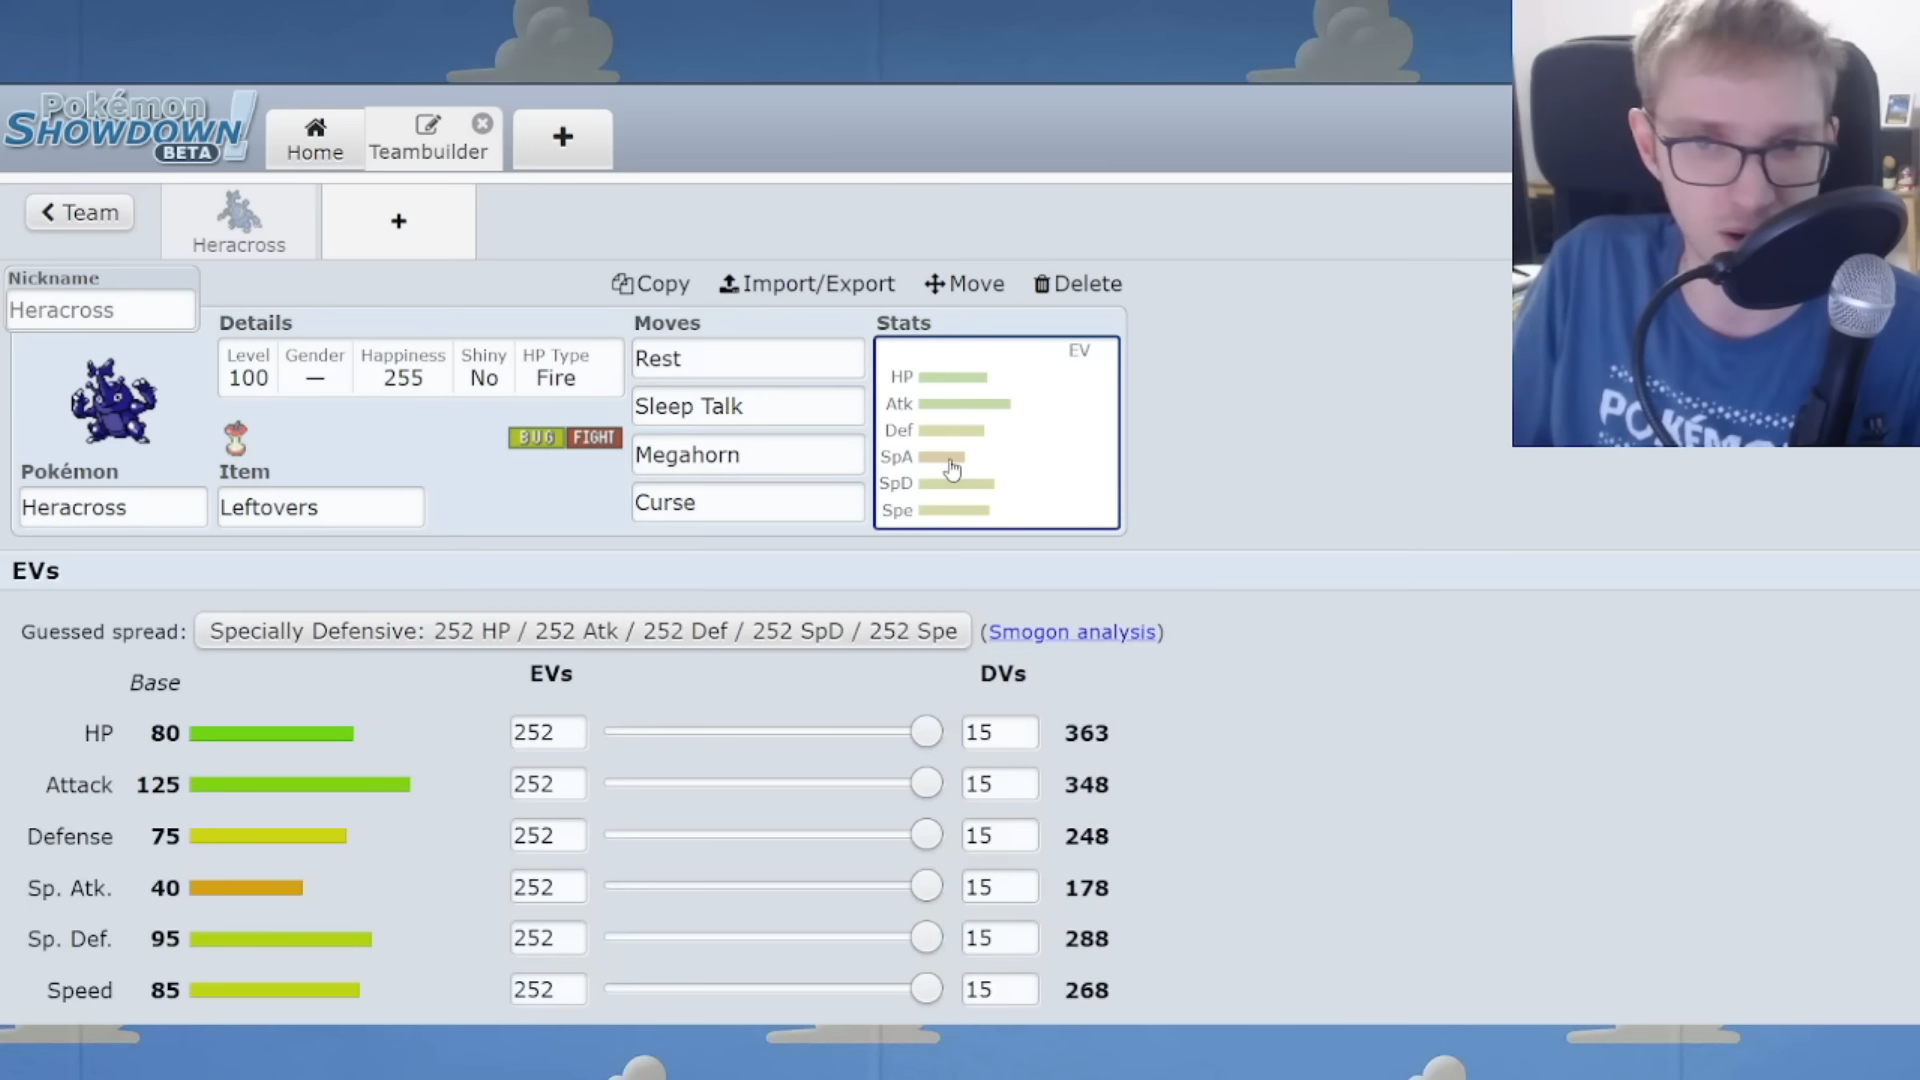 Pokémon
SHOWDOWN!
BETA
Home
Teambuilder
+
Team
Heracross
+
Nickname
Heracross
Copy
Import/Export
Move
Delete
Details
Moves
Stats
Level Gender Happiness Shiny HP Type
100 — 255 No Fire
Rest
Sleep Talk
Megahorn
Curse
EV
HP
Atk
Def
SpA
SpD
Spe
BUG FIGHT
Pokémon
Item
Heracross
Leftovers
EVs
Guessed spread: Specially Defensive: 252 HP / 252 Atk / 252 Def / 252 SpD / 252 Spe (Smogon analysis)
Base EVs DVs
HP 80 252 15 363
Attack 125 252 15 348
Defense 75 252 15 248
Sp. Atk. 40 252 15 178
Sp. Def. 95 252 15 288
Speed 85 252 15 268